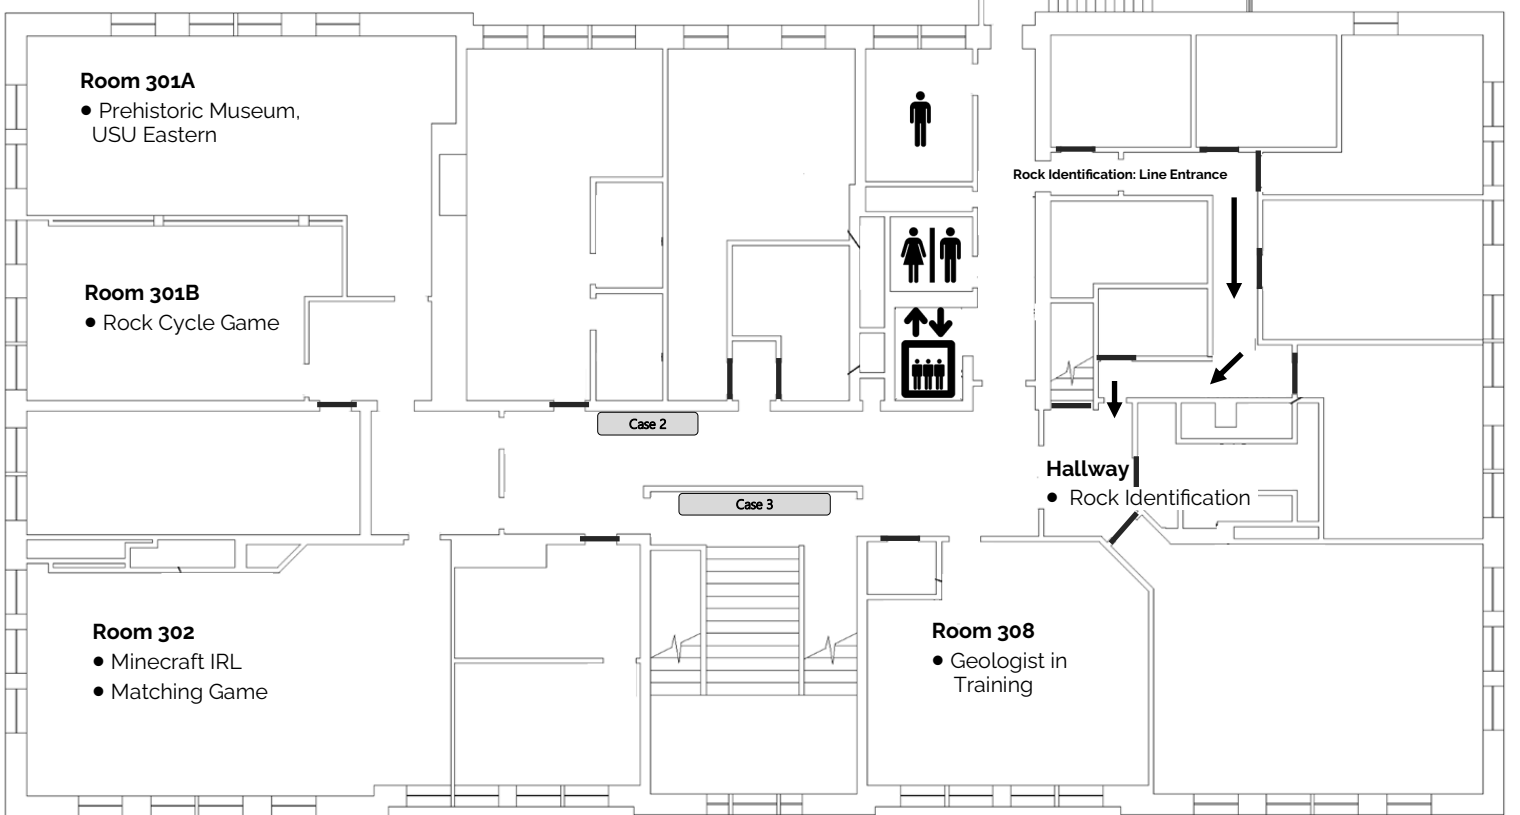 Room 301A
• Prehistoric Museum,
USU Eastern
Rock Identification: Line Entrance
Room 301B
• Rock Cycle Game
Case 2
Case 3
Hallway
• Rock Identification
Room 302
• Minecraft IRL
• Matching Game
Room 308
• Geologist in
Training